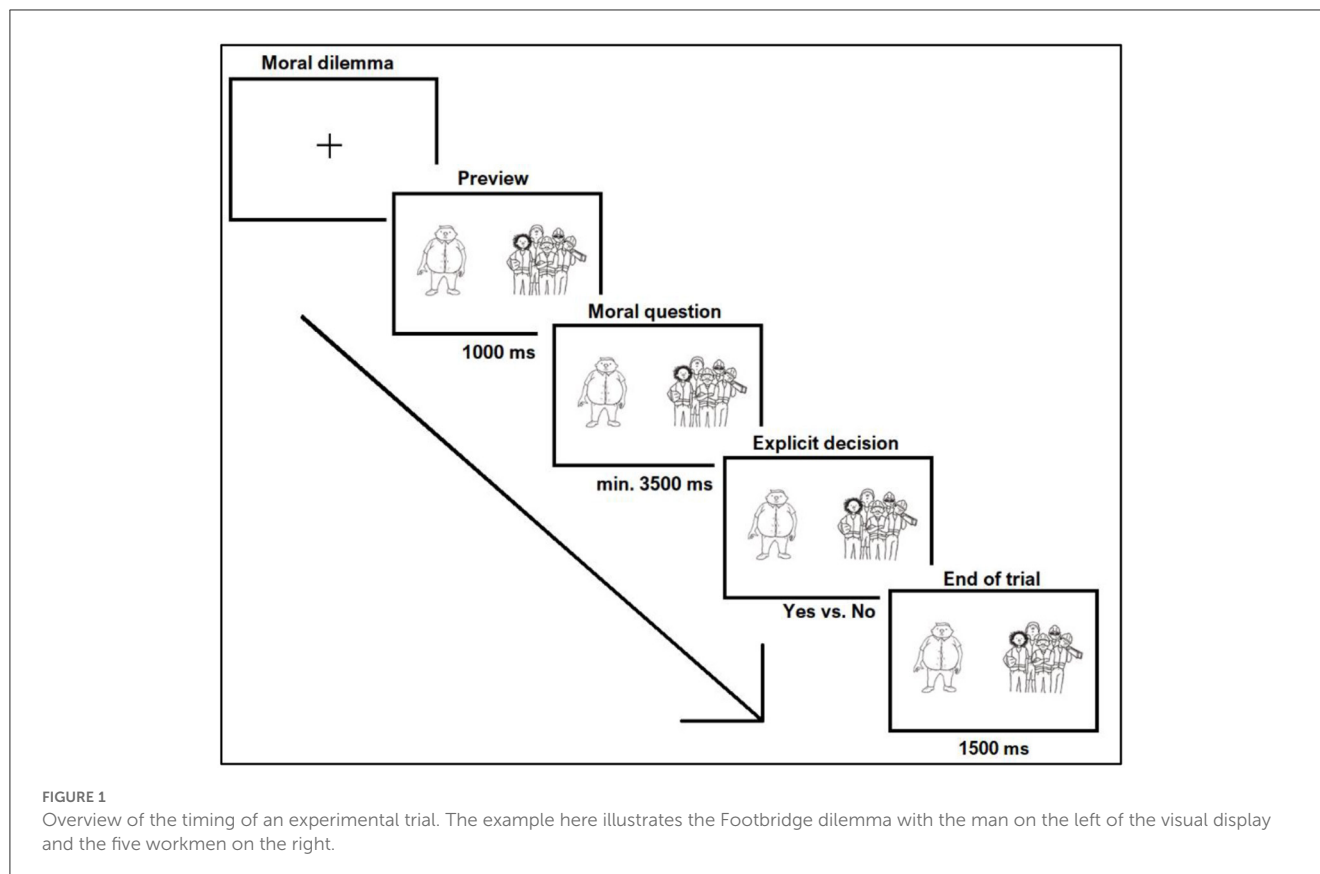 Moral dilemma
Preview
1000 ms
Moral question
min. 3500 ms
Explicit decision
Yes vs. No
End of trial
1500 ms
FIGURE 1
Overview of the timing of an experimental trial. The example here illustrates the Footbridge dilemma with the man on the left of the visual display
and the five workmen on the right.